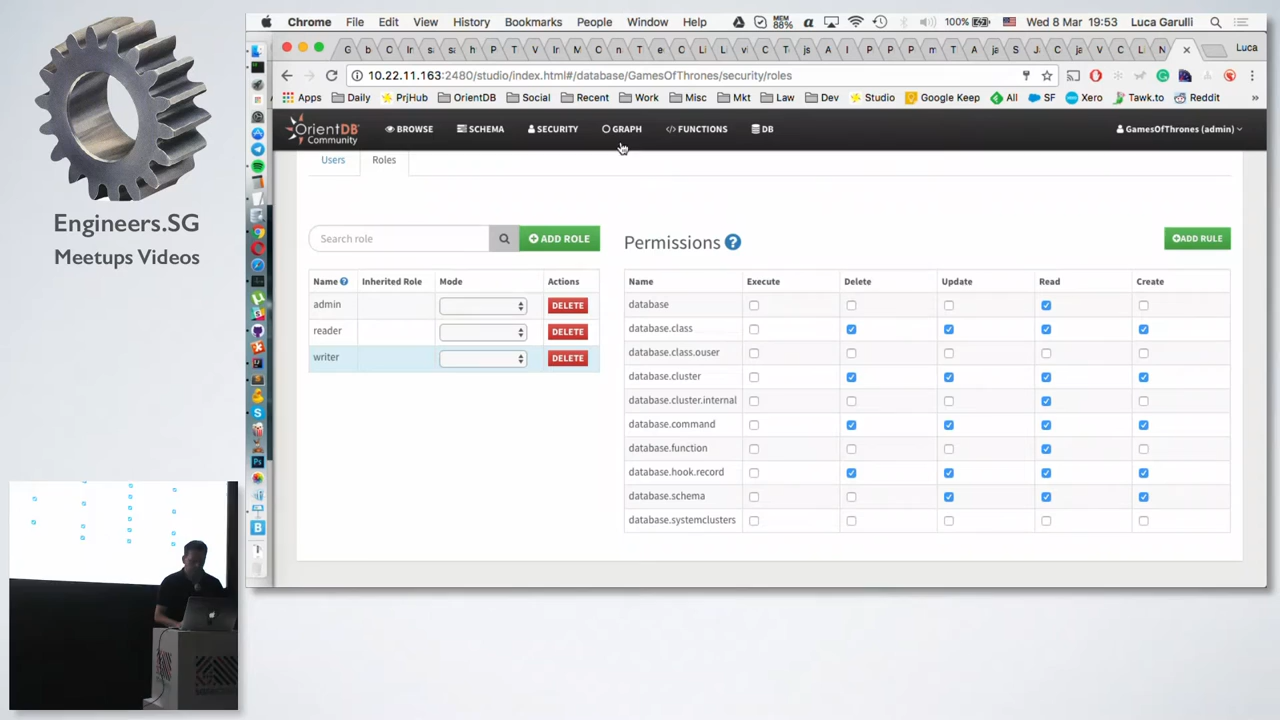 Engineers.SG
Meetups Videos
Chrome File Edit View History Bookmarks People Window Help MEM 88% 100% Wed 8 Mar 19:53 Luca Garulli
Luca
10.22.11.163:2480/studio/index.html#/database/GamesOfThrones/security/roles
Apps Daily PrjHub OrientDB Social Recent Work Misc Mkt Law Dev Studio Google Keep All SF Xero Tawk.to Reddit »
OrientDB Community BROWSE SCHEMA SECURITY GRAPH FUNCTIONS DB GamesOfThrones (admin)
Users Roles
Search role ADD ROLE Permissions ADD RULE
Name Inherited Role Mode Actions
admin DELETE
reader DELETE
writer DELETE
Name Execute Delete Update Read Create
database
database.class
database.class.ouser
database.cluster
database.cluster.internal
database.command
database.function
database.hook.record
database.schema
database.systemclusters